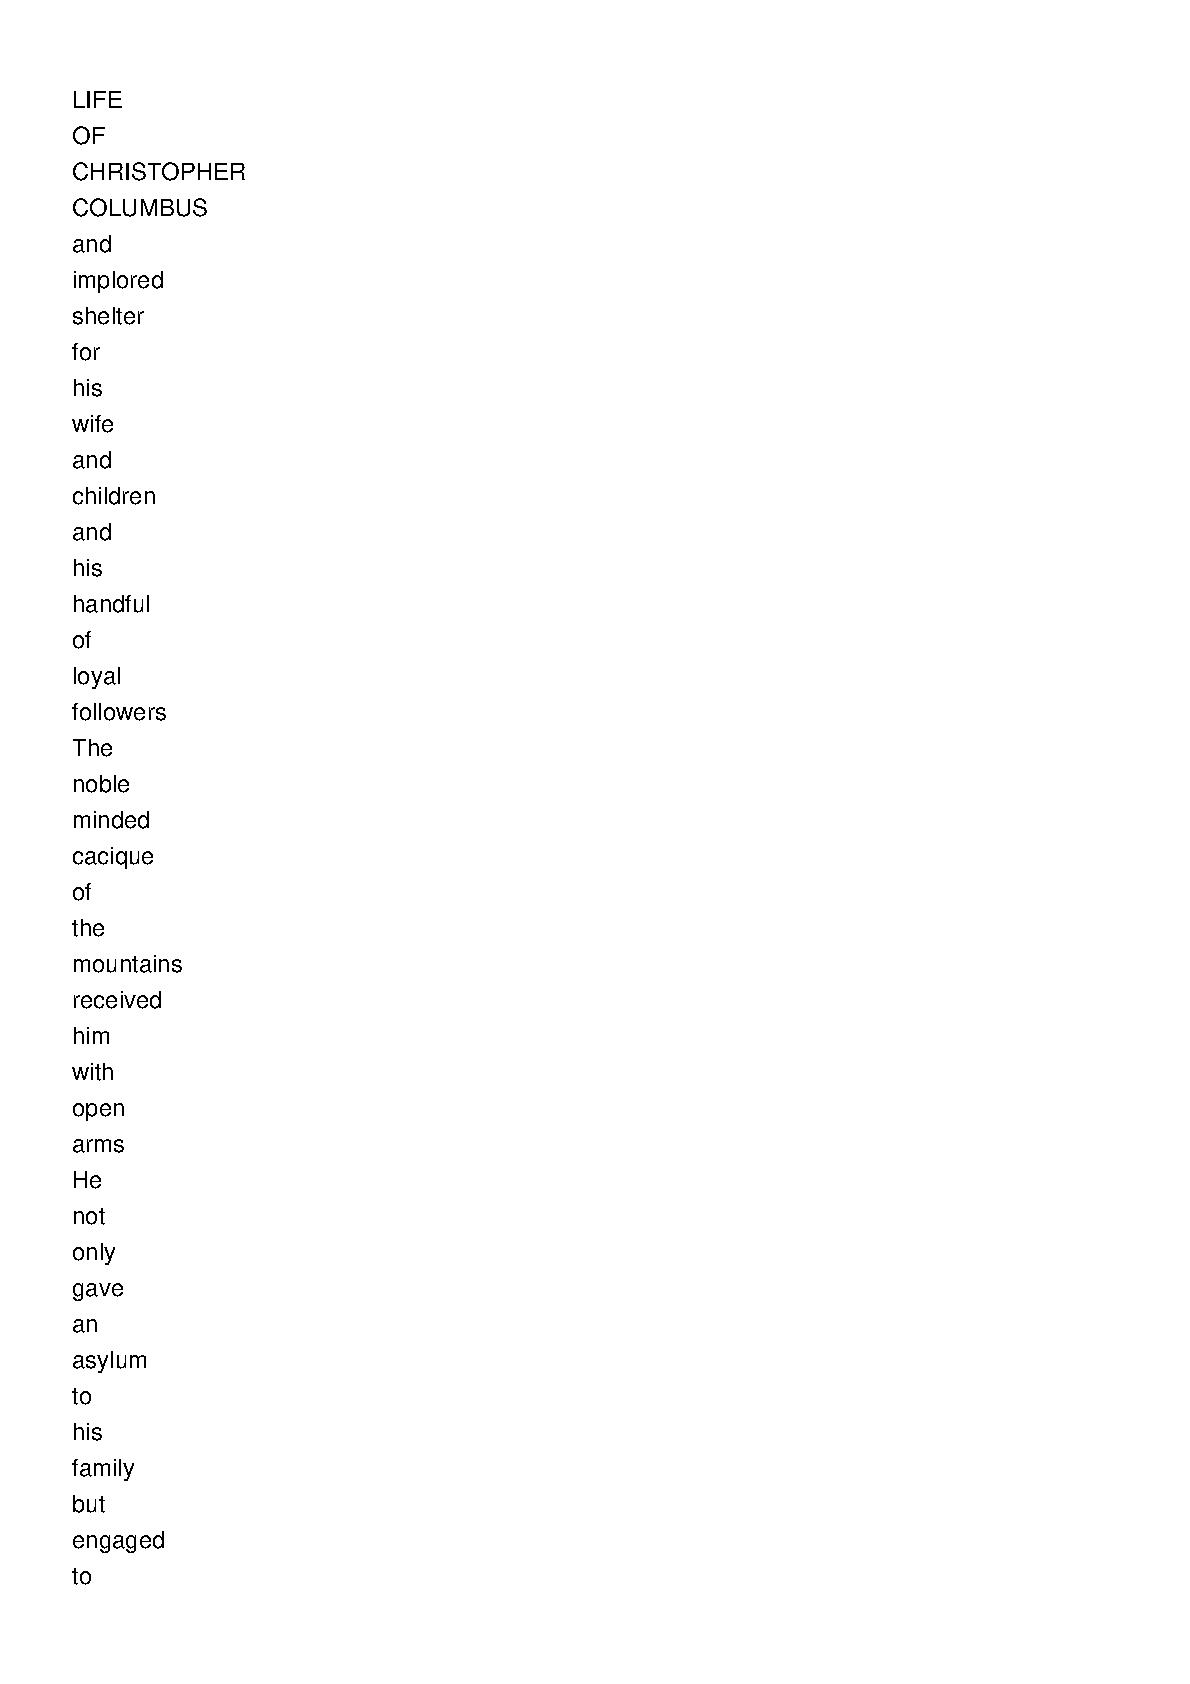 LIFE
OF
CHRISTOPHER
COLUMBUS
and
implored
shelter
for
his
wife
and
children
and
his
handful
of
loyal
followers
The
noble
minded
cacique
of
the
mountains
received
him
with
open
arms
He
not
only
gave
an
asylum
to
his
family
but
engaged
to